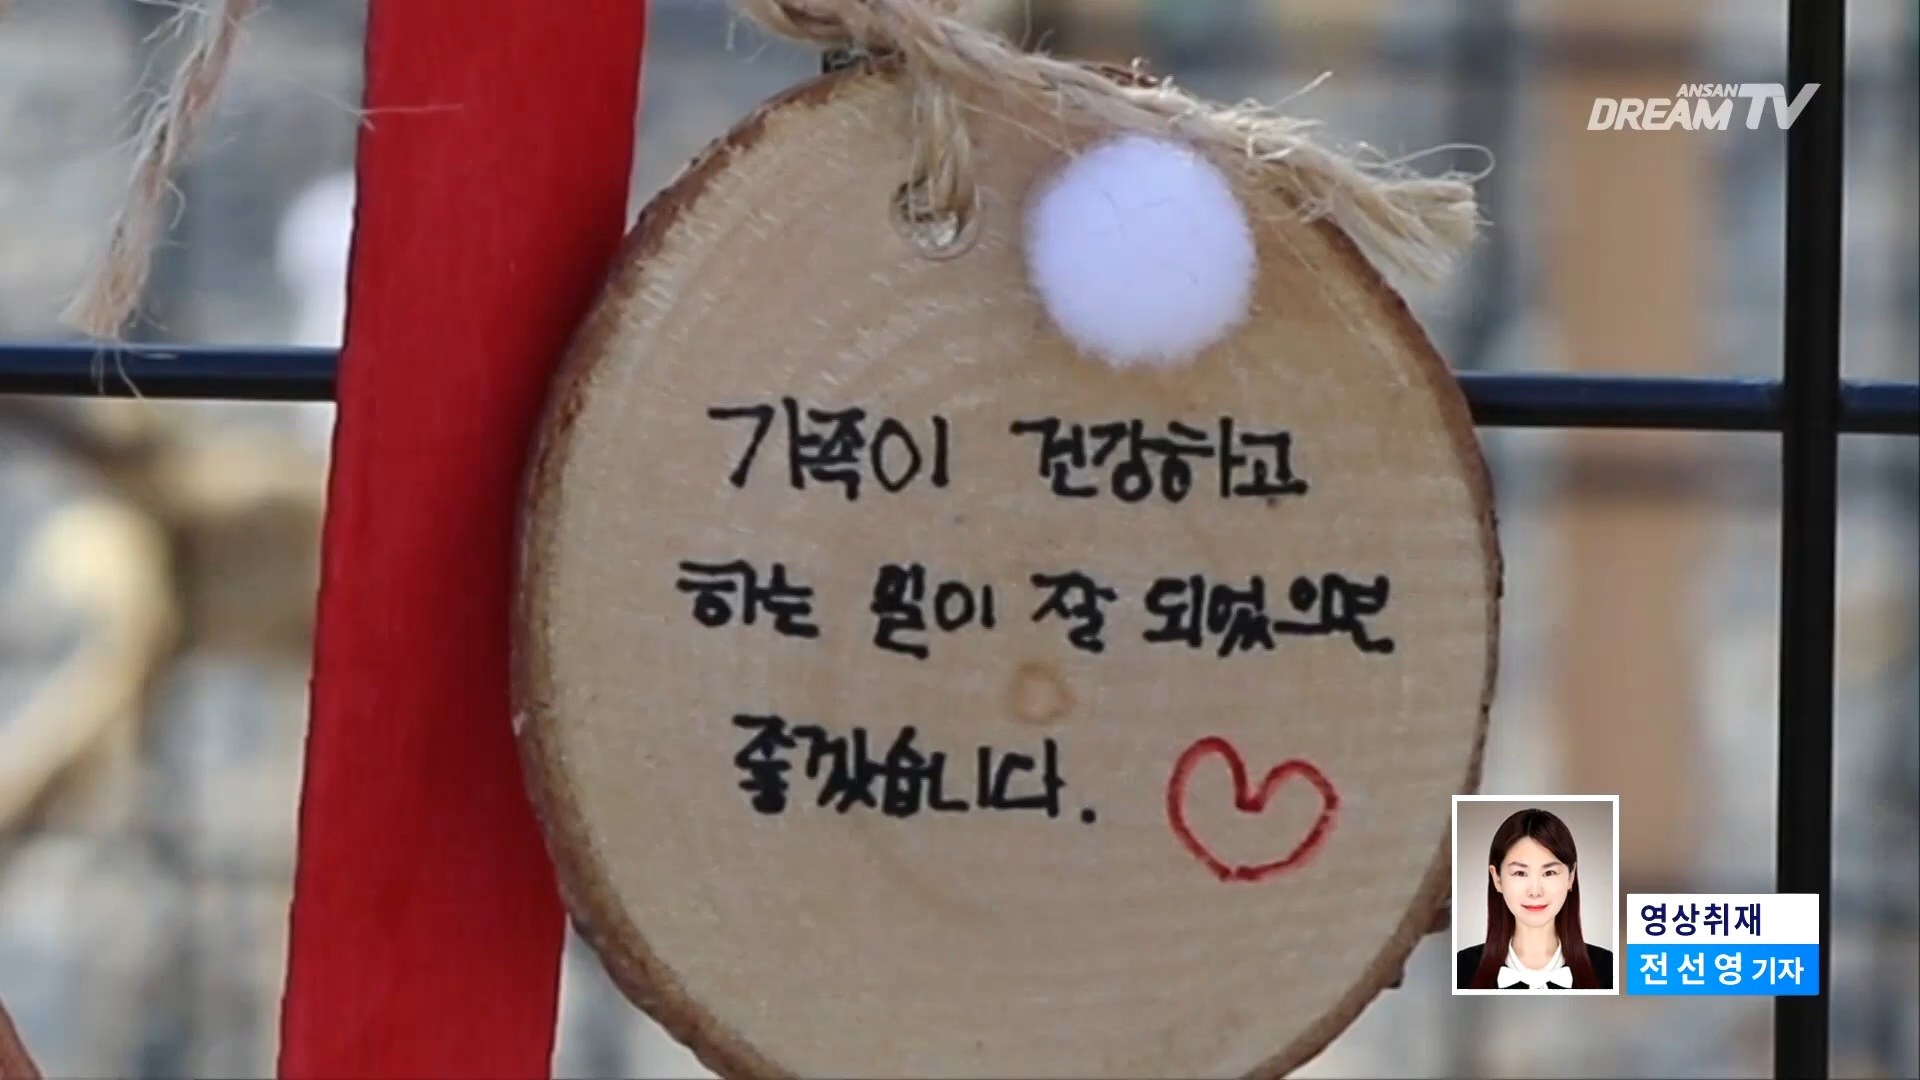 ANSAN
DREAM TV
가족이 건강하고
하는 일이 잘 되었으면
좋겠습니다.
영상취재
전선영 기자